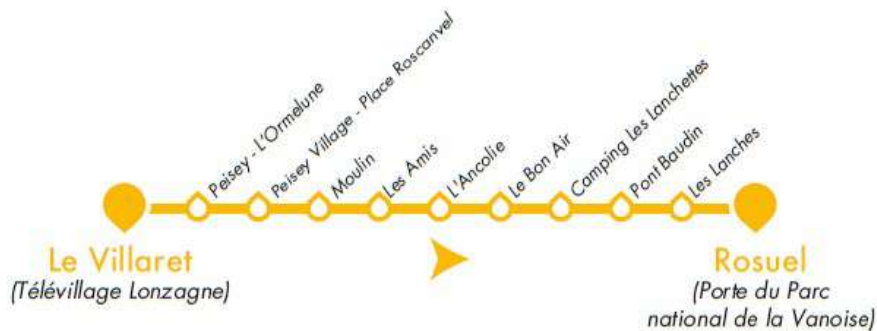 Peisey - L'Ormelune
Peisey Village - Place Roscanvel
Moulin
Les Amis
L'Ancolie
Le Bon Air
Camping Les Lanchettes
Pont Baudin
Les Lanches
Le Villaret
(Télévillage Lonzagne)
Rosuel
(Porte du Parc
national de la Vanoise)